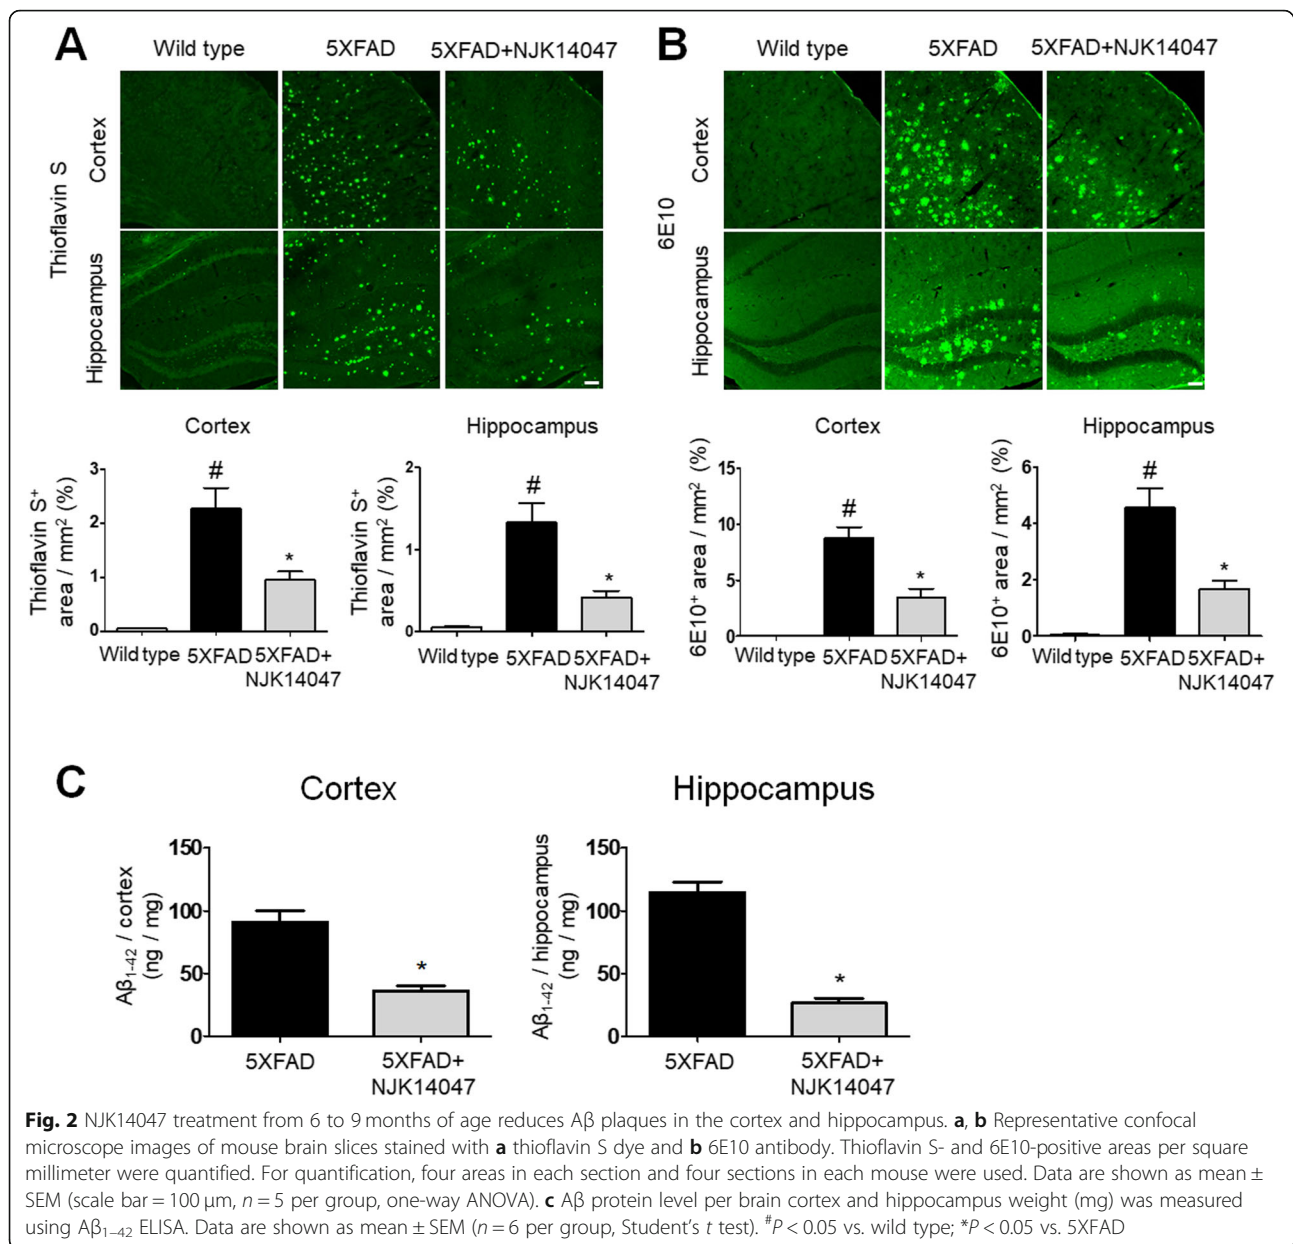 A
Wild type 5XFAD 5XFAD+NJK14047
Thioflavin S
Cortex
Hippocampus
Cortex
Thioflavin S⁺
area / mm² (%)
3
2
1
0
#
*
Wild type 5XFAD 5XFAD+
NJK14047
Hippocampus
Thioflavin S⁺
area / mm² (%)
2
1
0
#
*
Wild type 5XFAD 5XFAD+
NJK14047
B
Wild type 5XFAD 5XFAD+NJK14047
6E10
Cortex
Hippocampus
Cortex
6E10⁺ area / mm² (%)
15
10
5
0
#
*
Wild type 5XFAD 5XFAD+
NJK14047
Hippocampus
6E10⁺ area / mm² (%)
6
4
2
0
#
*
Wild type 5XFAD 5XFAD+
NJK14047
C
Cortex
Aβ₁₋₄₂ / cortex
(ng / mg)
150
100
50
0
*
5XFAD 5XFAD+
NJK14047
Hippocampus
Aβ₁₋₄₂ / hippocampus
(ng / mg)
150
100
50
0
*
5XFAD 5XFAD+
NJK14047
Fig. 2 NJK14047 treatment from 6 to 9 months of age reduces Aβ plaques in the cortex and hippocampus. a, b Representative confocal
microscope images of mouse brain slices stained with a thioflavin S dye and b 6E10 antibody. Thioflavin S- and 6E10-positive areas per square
millimeter were quantified. For quantification, four areas in each section and four sections in each mouse were used. Data are shown as mean ±
SEM (scale bar = 100 μm, n = 5 per group, one-way ANOVA). c Aβ protein level per brain cortex and hippocampus weight (mg) was measured
using Aβ₁₋₄₂ ELISA. Data are shown as mean ± SEM (n = 6 per group, Student's t test). #P < 0.05 vs. wild type; *P < 0.05 vs. 5XFAD